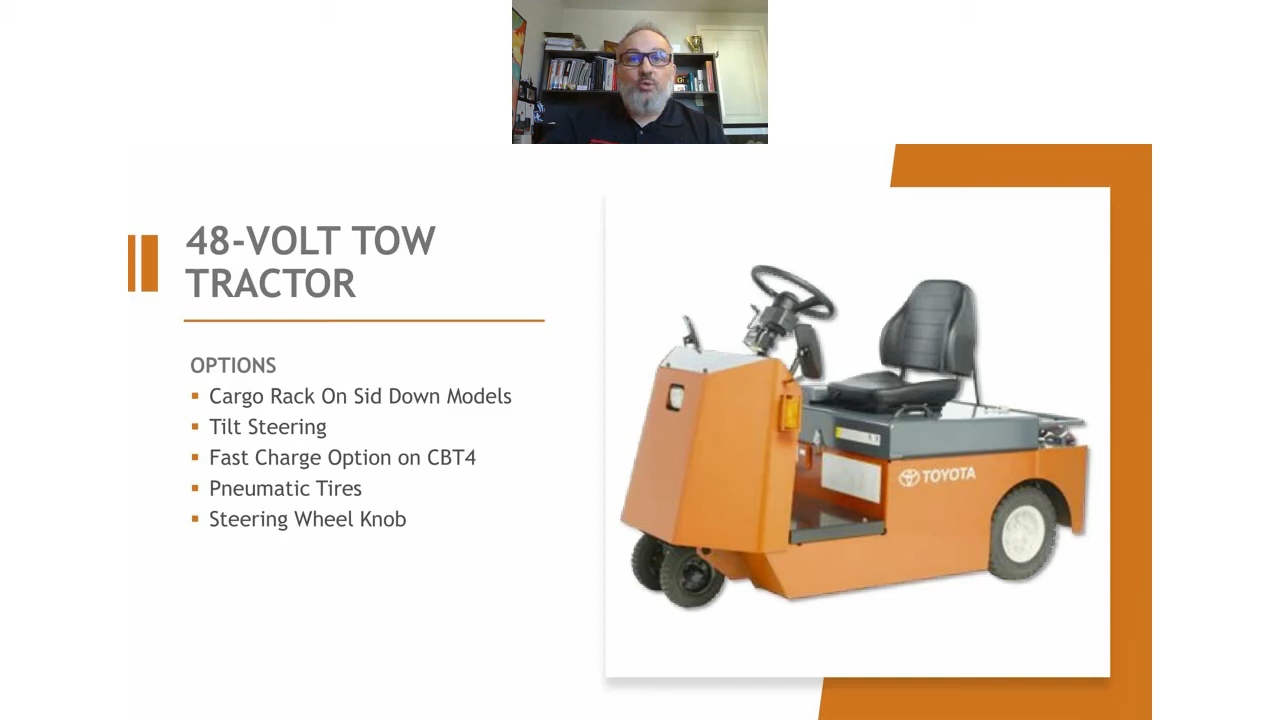 48-VOLT TOW
TRACTOR
OPTIONS
Cargo Rack On Sid Down Models
Tilt Steering
Fast Charge Option on CBT4
Pneumatic Tires
Steering Wheel Knob
TOYOTA